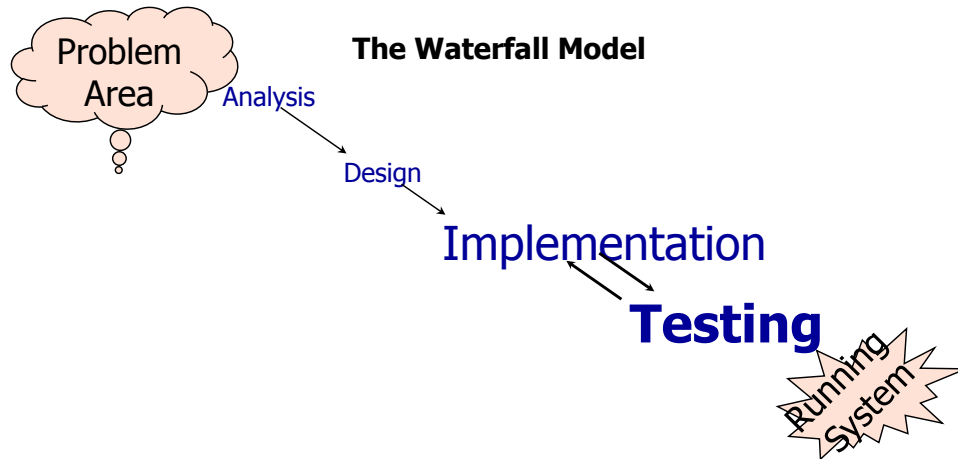 The Waterfall Model
Problem
Area
Analysis
Design
Implementation
Testing
Running
System